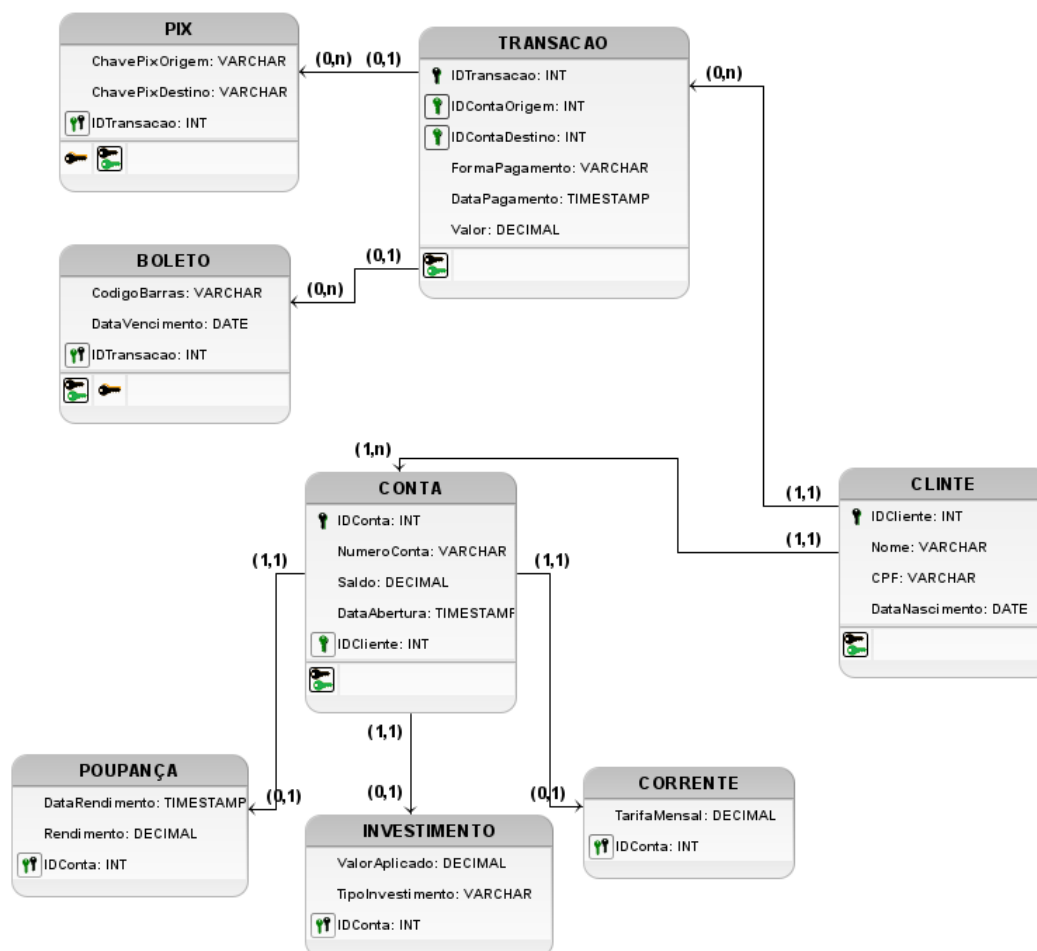 PIX
ChavePixOrigem: VARCHAR
ChavePixDestino: VARCHAR
IDTransacao: INT
(0,n) (0,1)
TRANSACAO
IDTransacao: INT
IDContaOrigem: INT
IDContaDestino: INT
FormaPagamento: VARCHAR
DataPagamento: TIMESTAMP
Valor: DECIMAL
(0,n)
BOLETO
CodigoBarras: VARCHAR
DataVencimento: DATE
IDTransacao: INT
(0,1)
(0,n)
(1,n)
CONTA
IDConta: INT
NumeroConta: VARCHAR
Saldo: DECIMAL
DataAbertura: TIMESTAMP
IDCliente: INT
CLINTE
IDCliente: INT
Nome: VARCHAR
CPF: VARCHAR
DataNascimento: DATE
(1,1)
(1,1)
(1,1)
(1,1)
(1,1)
POUPANÇA
DataRendimento: TIMESTAMP
Rendimento: DECIMAL
IDConta: INT
(0,1)
(0,1)
(0,1)
INVESTIMENTO
ValorAplicado: DECIMAL
TipoInvestimento: VARCHAR
IDConta: INT
CORRENTE
TarifaMensal: DECIMAL
IDConta: INT